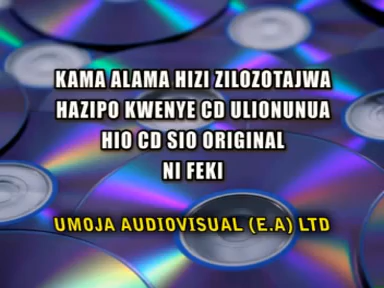 KAMA ALAMA HIZI ZILOZOTAJWA
HAZIPO KWENYE CD ULIONUNUA
HIO CD SIO ORIGINAL
NI FEKI
UMOJA AUDIOVISUAL (E.A) LTD